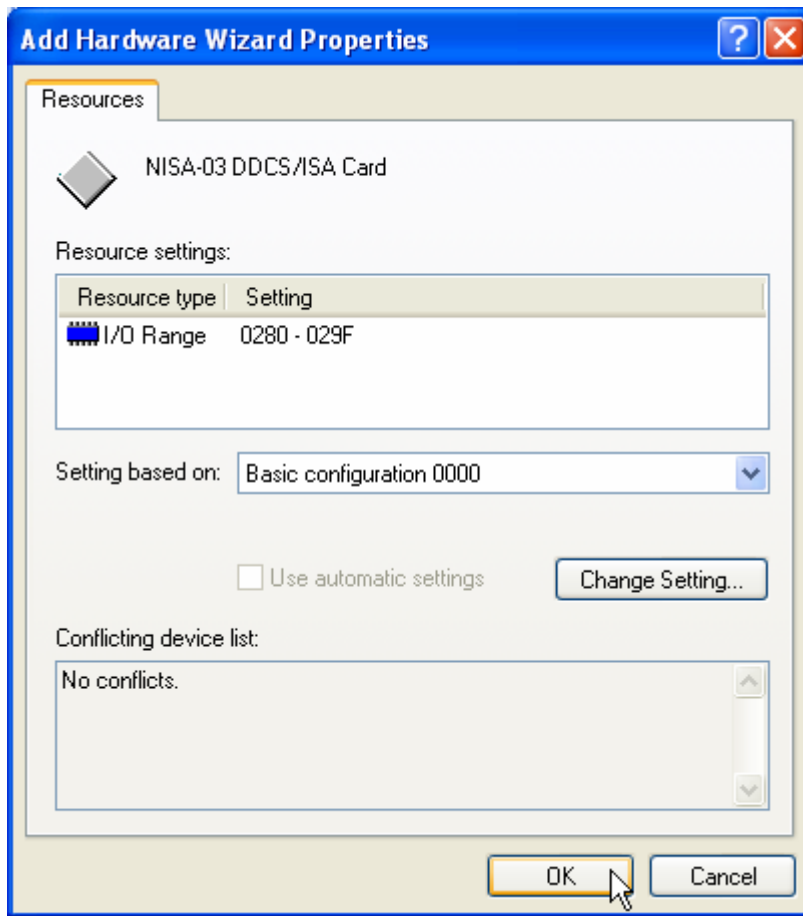 Add Hardware Wizard Properties
?
Resources
NISA-03 DDCS/ISA Card
Resource settings:
Resource type Setting
I/O Range 0280 - 029F
Setting based on: Basic configuration 0000
Use automatic settings Change Setting...
Conflicting device list:
No conflicts.
OK Cancel